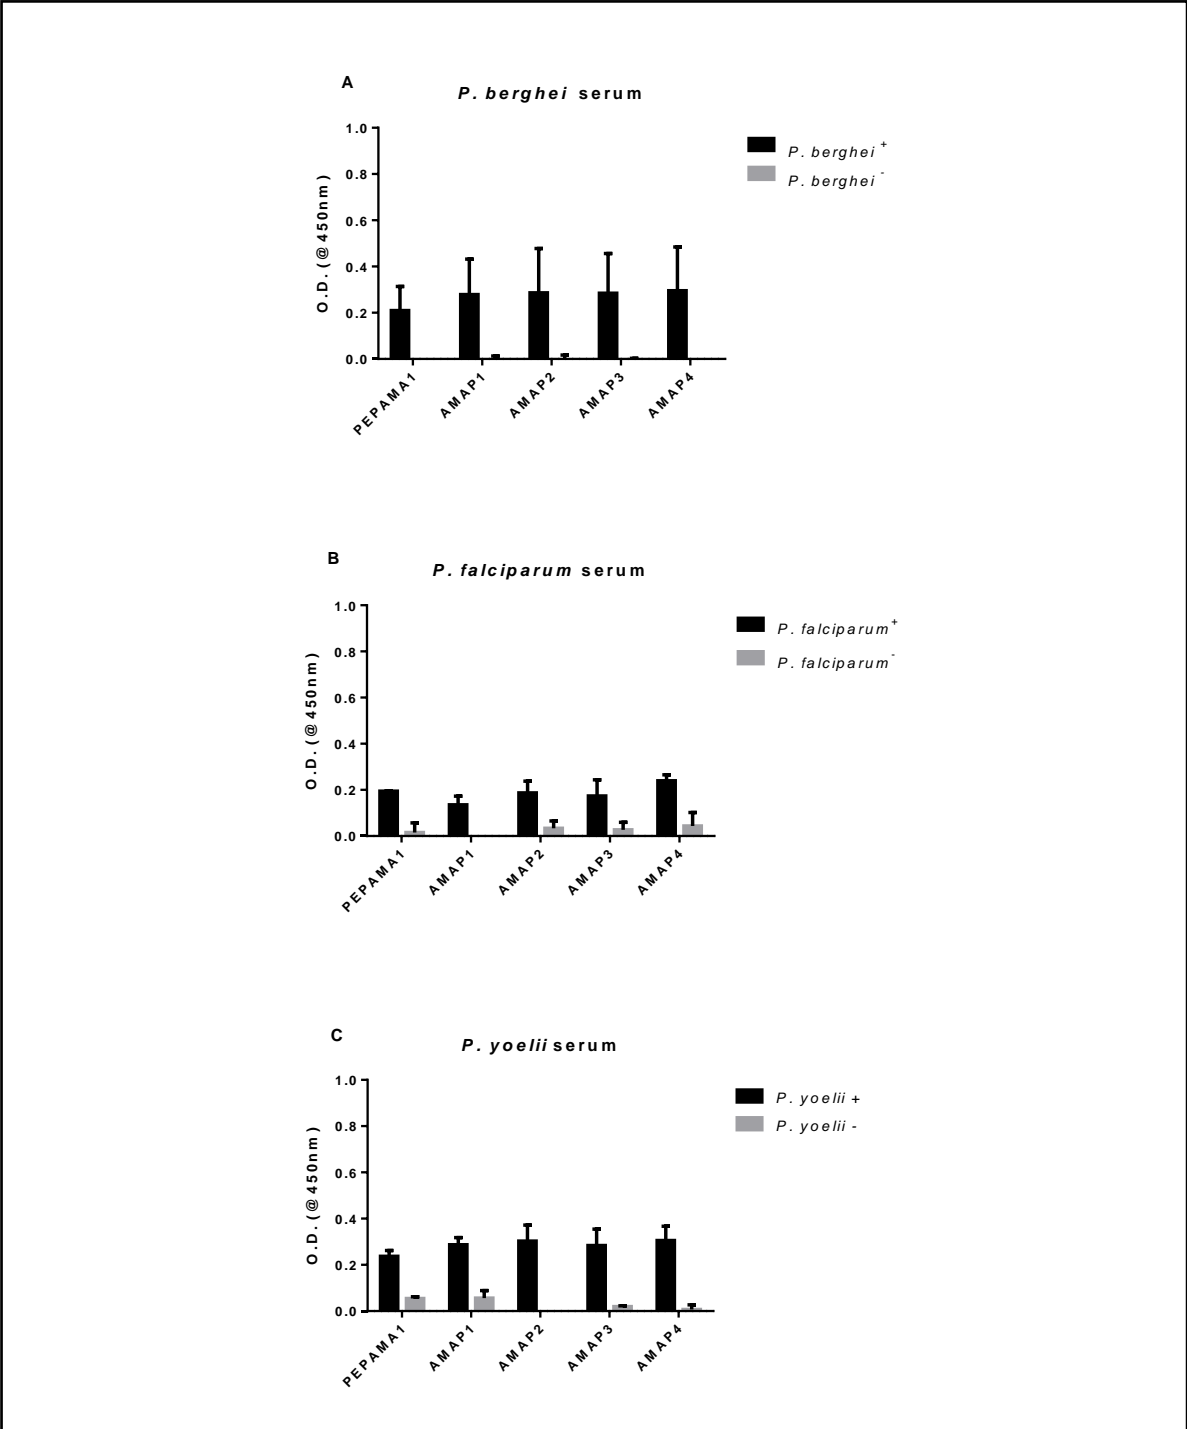 A
P. berghei serum
1.0
0.8
0.6
0.4
0.2
0.0
O.D. (@450nm)
PEPAMA1
AMAP1
AMAP2
AMAP3
AMAP4
P. berghei +
P. berghei -
B
P. falciparum serum
1.0
0.8
0.6
0.4
0.2
0.0
O.D. (@450nm)
PEPAMA1
AMAP1
AMAP2
AMAP3
AMAP4
P. falciparum +
P. falciparum -
C
P. yoelii serum
1.0
0.8
0.6
0.4
0.2
0.0
O.D. (@450nm)
PEPAMA1
AMAP1
AMAP2
AMAP3
AMAP4
P. yoelii +
P. yoelii -